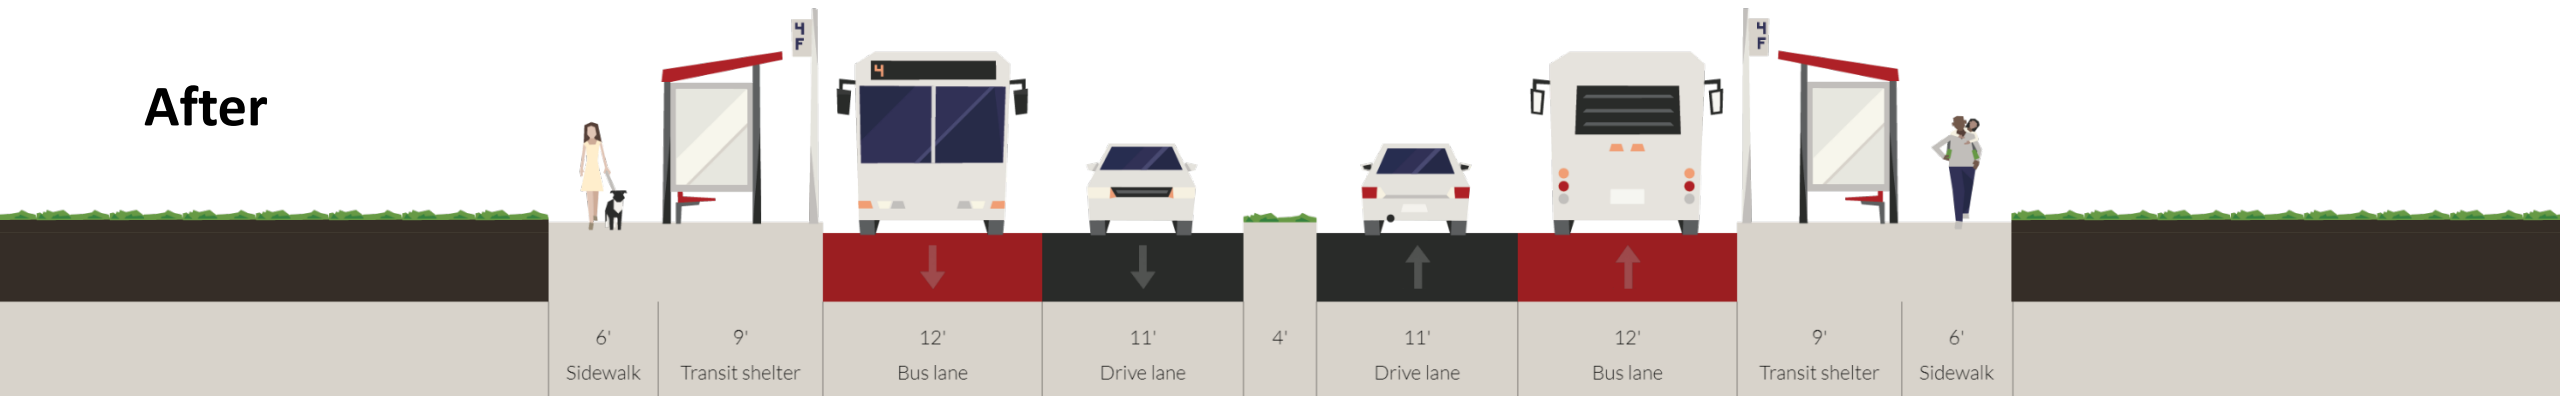 After
4
F
4
4
F
6'
9'
12'
11'
4'
11'
12'
9'
6'
Sidewalk
Transit shelter
Bus lane
Drive lane
Drive lane
Bus lane
Transit shelter
Sidewalk